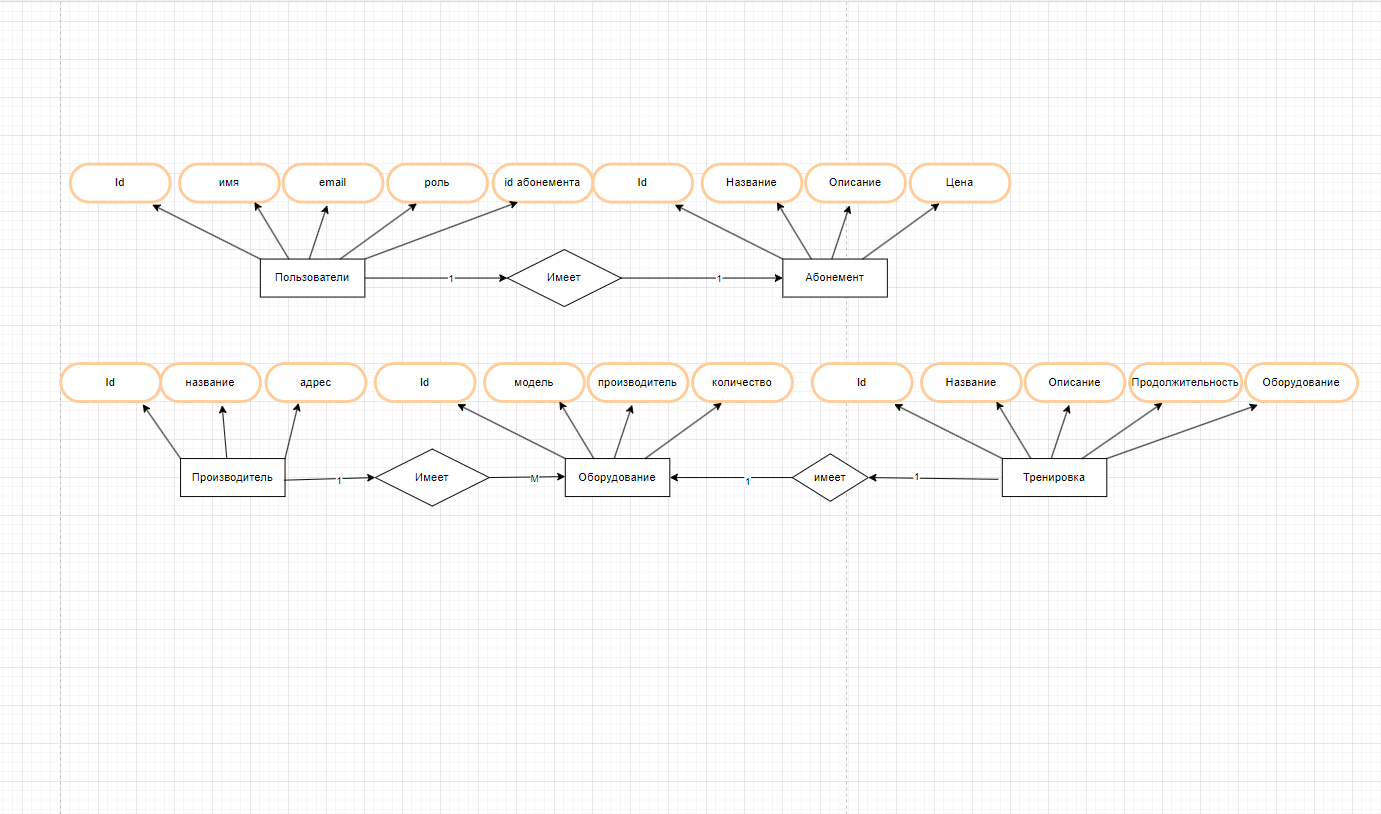 Id
имя
email
роль
id абонемента
Id
Название
Описание
Цена
Пользователи
1
Имеет
1
Абонемент
Id
название
адрес
Id
модель
производитель
количество
Id
Название
Описание
Продолжительность
Оборудование
Производитель
1
Имеет
M
Оборудование
1
имеет
1
Тренировка